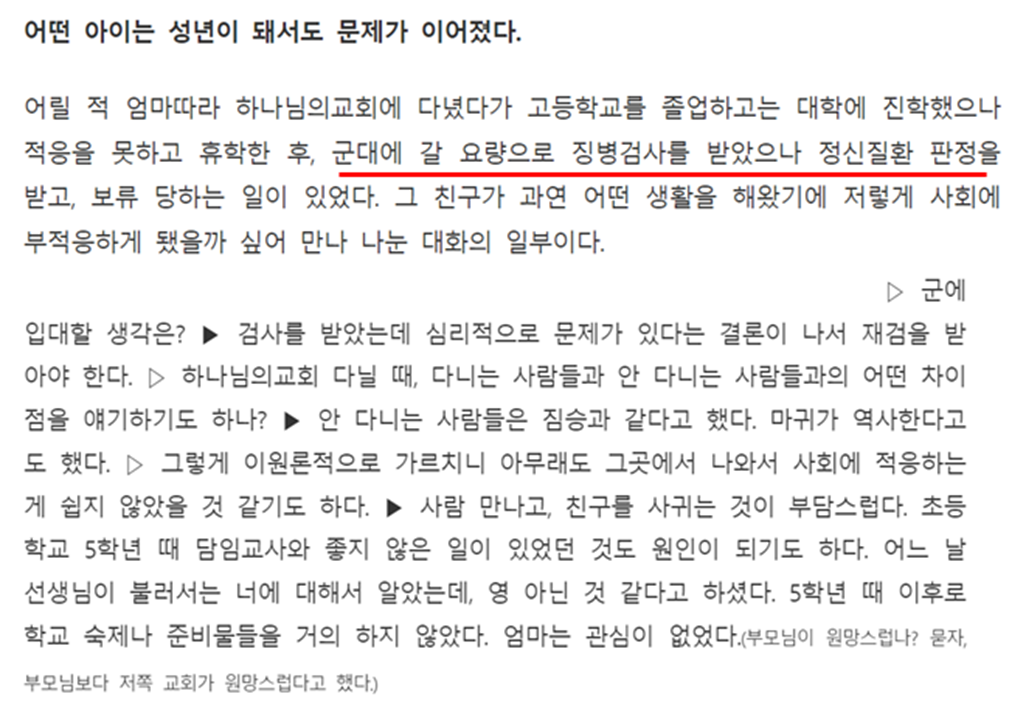 어떤 아이는 성년이 돼서도 문제가 이어졌다.
어릴 적 엄마따라 하나님의교회에 다녔다가 고등학교를 졸업하고는 대학에 진학했으나
적응을 못하고 휴학한 후, 군대에 갈 요량으로 징병검사를 받았으나 정신질환 판정을
받고, 보류 당하는 일이 있었다. 그 친구가 과연 어떤 생활을 해왔기에 저렇게 사회에
부적응하게 됐을까 싶어 만나 나눈 대화의 일부이다.
▷ 군에
입대할 생각은? ▶ 검사를 받았는데 심리적으로 문제가 있다는 결론이 나서 재검을 받
아야 한다. ▷ 하나님의교회 다닐 때, 다니는 사람들과 안 다니는 사람들과의 어떤 차이
점을 얘기하기도 하나? ▶ 안 다니는 사람들은 짐승과 같다고 했다. 마귀가 역사한다고
도 했다. ▷ 그렇게 이원론적으로 가르치니 아무래도 그곳에서 나와서 사회에 적응하는
게 쉽지 않았을 것 같기도 하다. ▶ 사람 만나고, 친구를 사귀는 것이 부담스럽다. 초등
학교 5학년 때 담임교사와 좋지 않은 일이 있었던 것도 원인이 되기도 하다. 어느 날
선생님이 불러서는 너에 대해서 알았는데, 영 아닌 것 같다고 하셨다. 5학년 때 이후로
학교 숙제나 준비물들을 거의 하지 않았다. 엄마는 관심이 없었다.(부모님이 원망스럽나? 묻자,
부모님보다 저쪽 교회가 원망스럽다고 했다.)